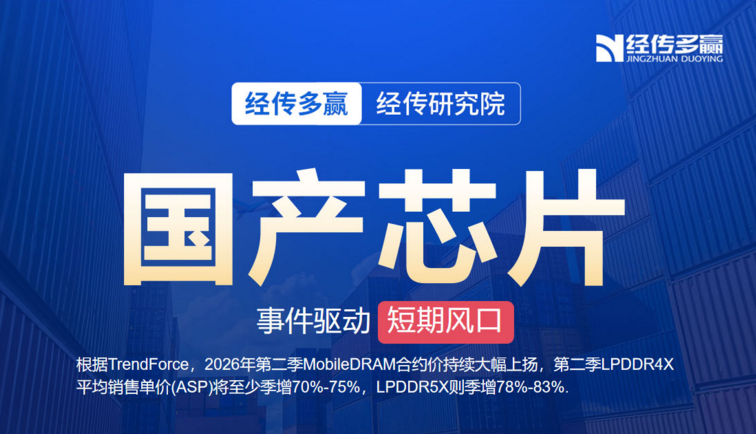 经传多赢
JINGZHUAN DUOYING
经传多赢 经传研究院
国产芯片
事件驱动 短期风口
根据TrendForce，2026年第二季MobileDRAM合约价持续大幅上扬，第二季LPDDR4X
平均销售单价(ASP)将至少季增70%-75%，LPDDR5X则季增78%-83%.